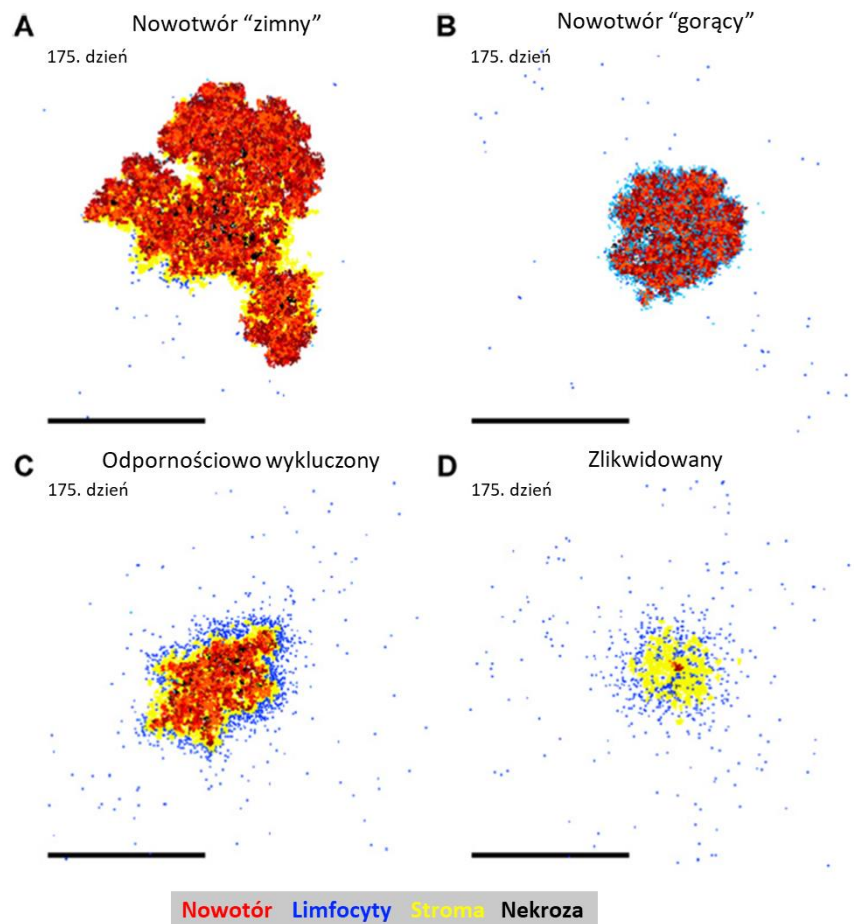 A
Nowotwór “zimny”
175. dzień
B
Nowotwór “gorący”
175. dzień
C
Odpornościowo wykluczony
175. dzień
D
Zlikwidowany
175. dzień
Nowotór Limfocyty Stroma Nekroza